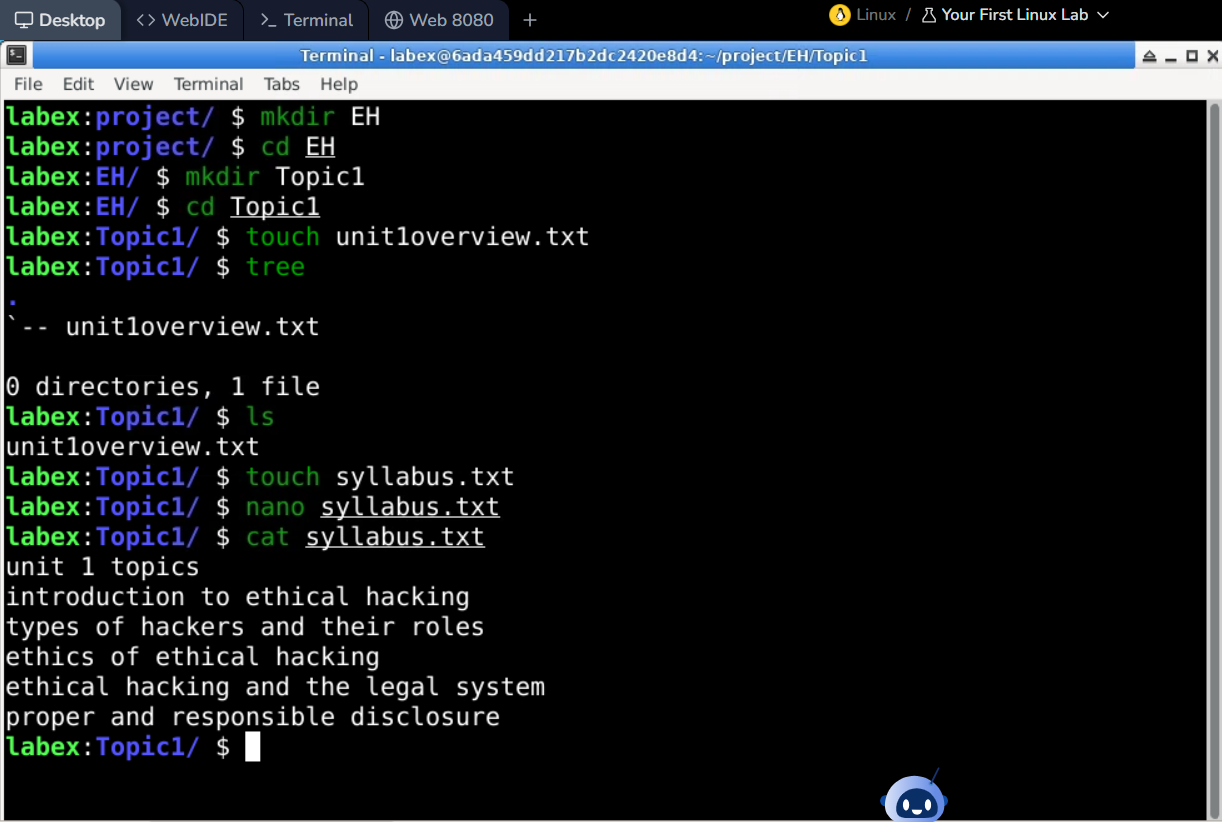 Desktop <> WebIDE >_ Terminal Web 8080 + Linux / Your First Linux Lab
Terminal - labex@6ada459dd217b2dc2420e8d4:~/project/EH/Topic1
File Edit View Terminal Tabs Help
labex:project/ $ mkdir EH
labex:project/ $ cd EH
labex:EH/ $ mkdir Topic1
labex:EH/ $ cd Topic1
labex:Topic1/ $ touch unit1overview.txt
labex:Topic1/ $ tree
.
`-- unit1overview.txt
0 directories, 1 file
labex:Topic1/ $ ls
unit1overview.txt
labex:Topic1/ $ touch syllabus.txt
labex:Topic1/ $ nano syllabus.txt
labex:Topic1/ $ cat syllabus.txt
unit 1 topics
introduction to ethical hacking
types of hackers and their roles
ethics of ethical hacking
ethical hacking and the legal system
proper and responsible disclosure
labex:Topic1/ $